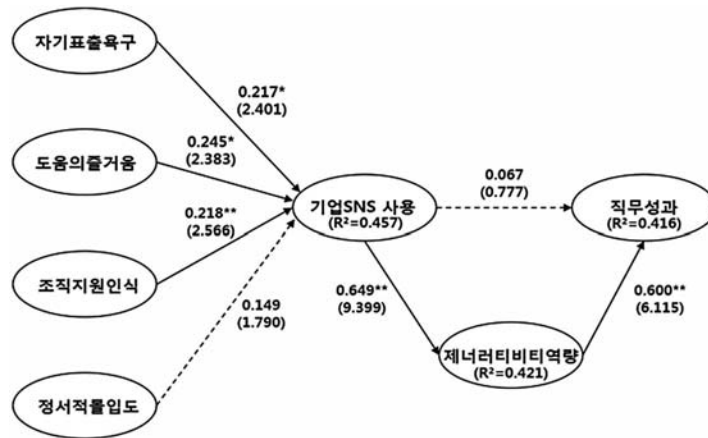 자기표출욕구
0.217*
(2.401)
도움의즐거움
0.245*
(2.383)
0.067
(0.777)
0.218**
(2.566)
기업SNS 사용
(R²=0.457)
직무성과
(R²=0.416)
조직지원인식
0.149
(1.790)
0.649**
(9.399)
0.600**
(6.115)
제너러티비티역량
(R²=0.421)
정서적몰입도